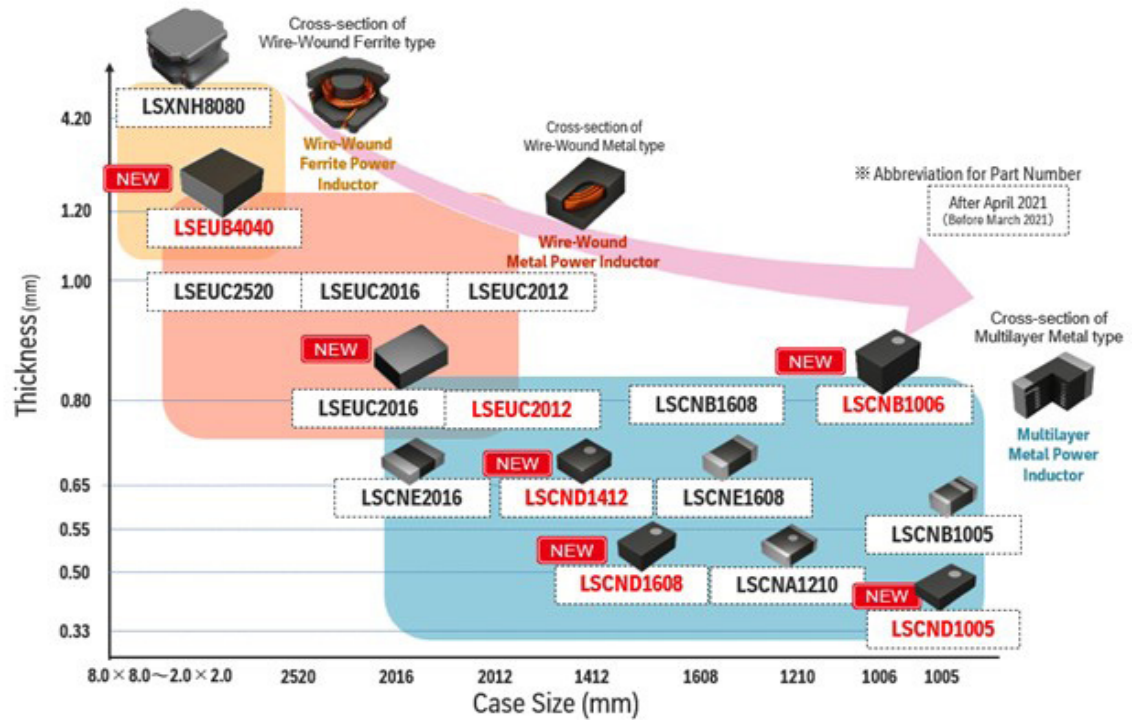 Cross-section of
Wire-Wound Ferrite type
LSXNH8080
4.20
Wire-Wound
Ferrite Power
Inductor
Cross-section of
Wire-Wound Metal type
NEW
※ Abbreviation for Part Number
After April 2021
(Before March 2021)
1.20
LSEUB4040
Wire-Wound
Metal Power Inductor
1.00
LSEUC2520
LSEUC2016
LSEUC2012
Thickness (mm)
Cross-section of
Multilayer Metal type
NEW
NEW
0.80
LSEUC2016
LSEUC2012
LSCNB1608
LSCNB1006
Multilayer
Metal Power
Inductor
NEW
0.65
LSCNE2016
LSCND1412
LSCNE1608
0.55
LSCNB1005
NEW
0.50
LSCND1608
LSCNA1210
NEW
0.33
LSCND1005
8.0×8.0~2.0×2.0
2520
2016
2012
1412
1608
1210
1006
1005
Case Size (mm)